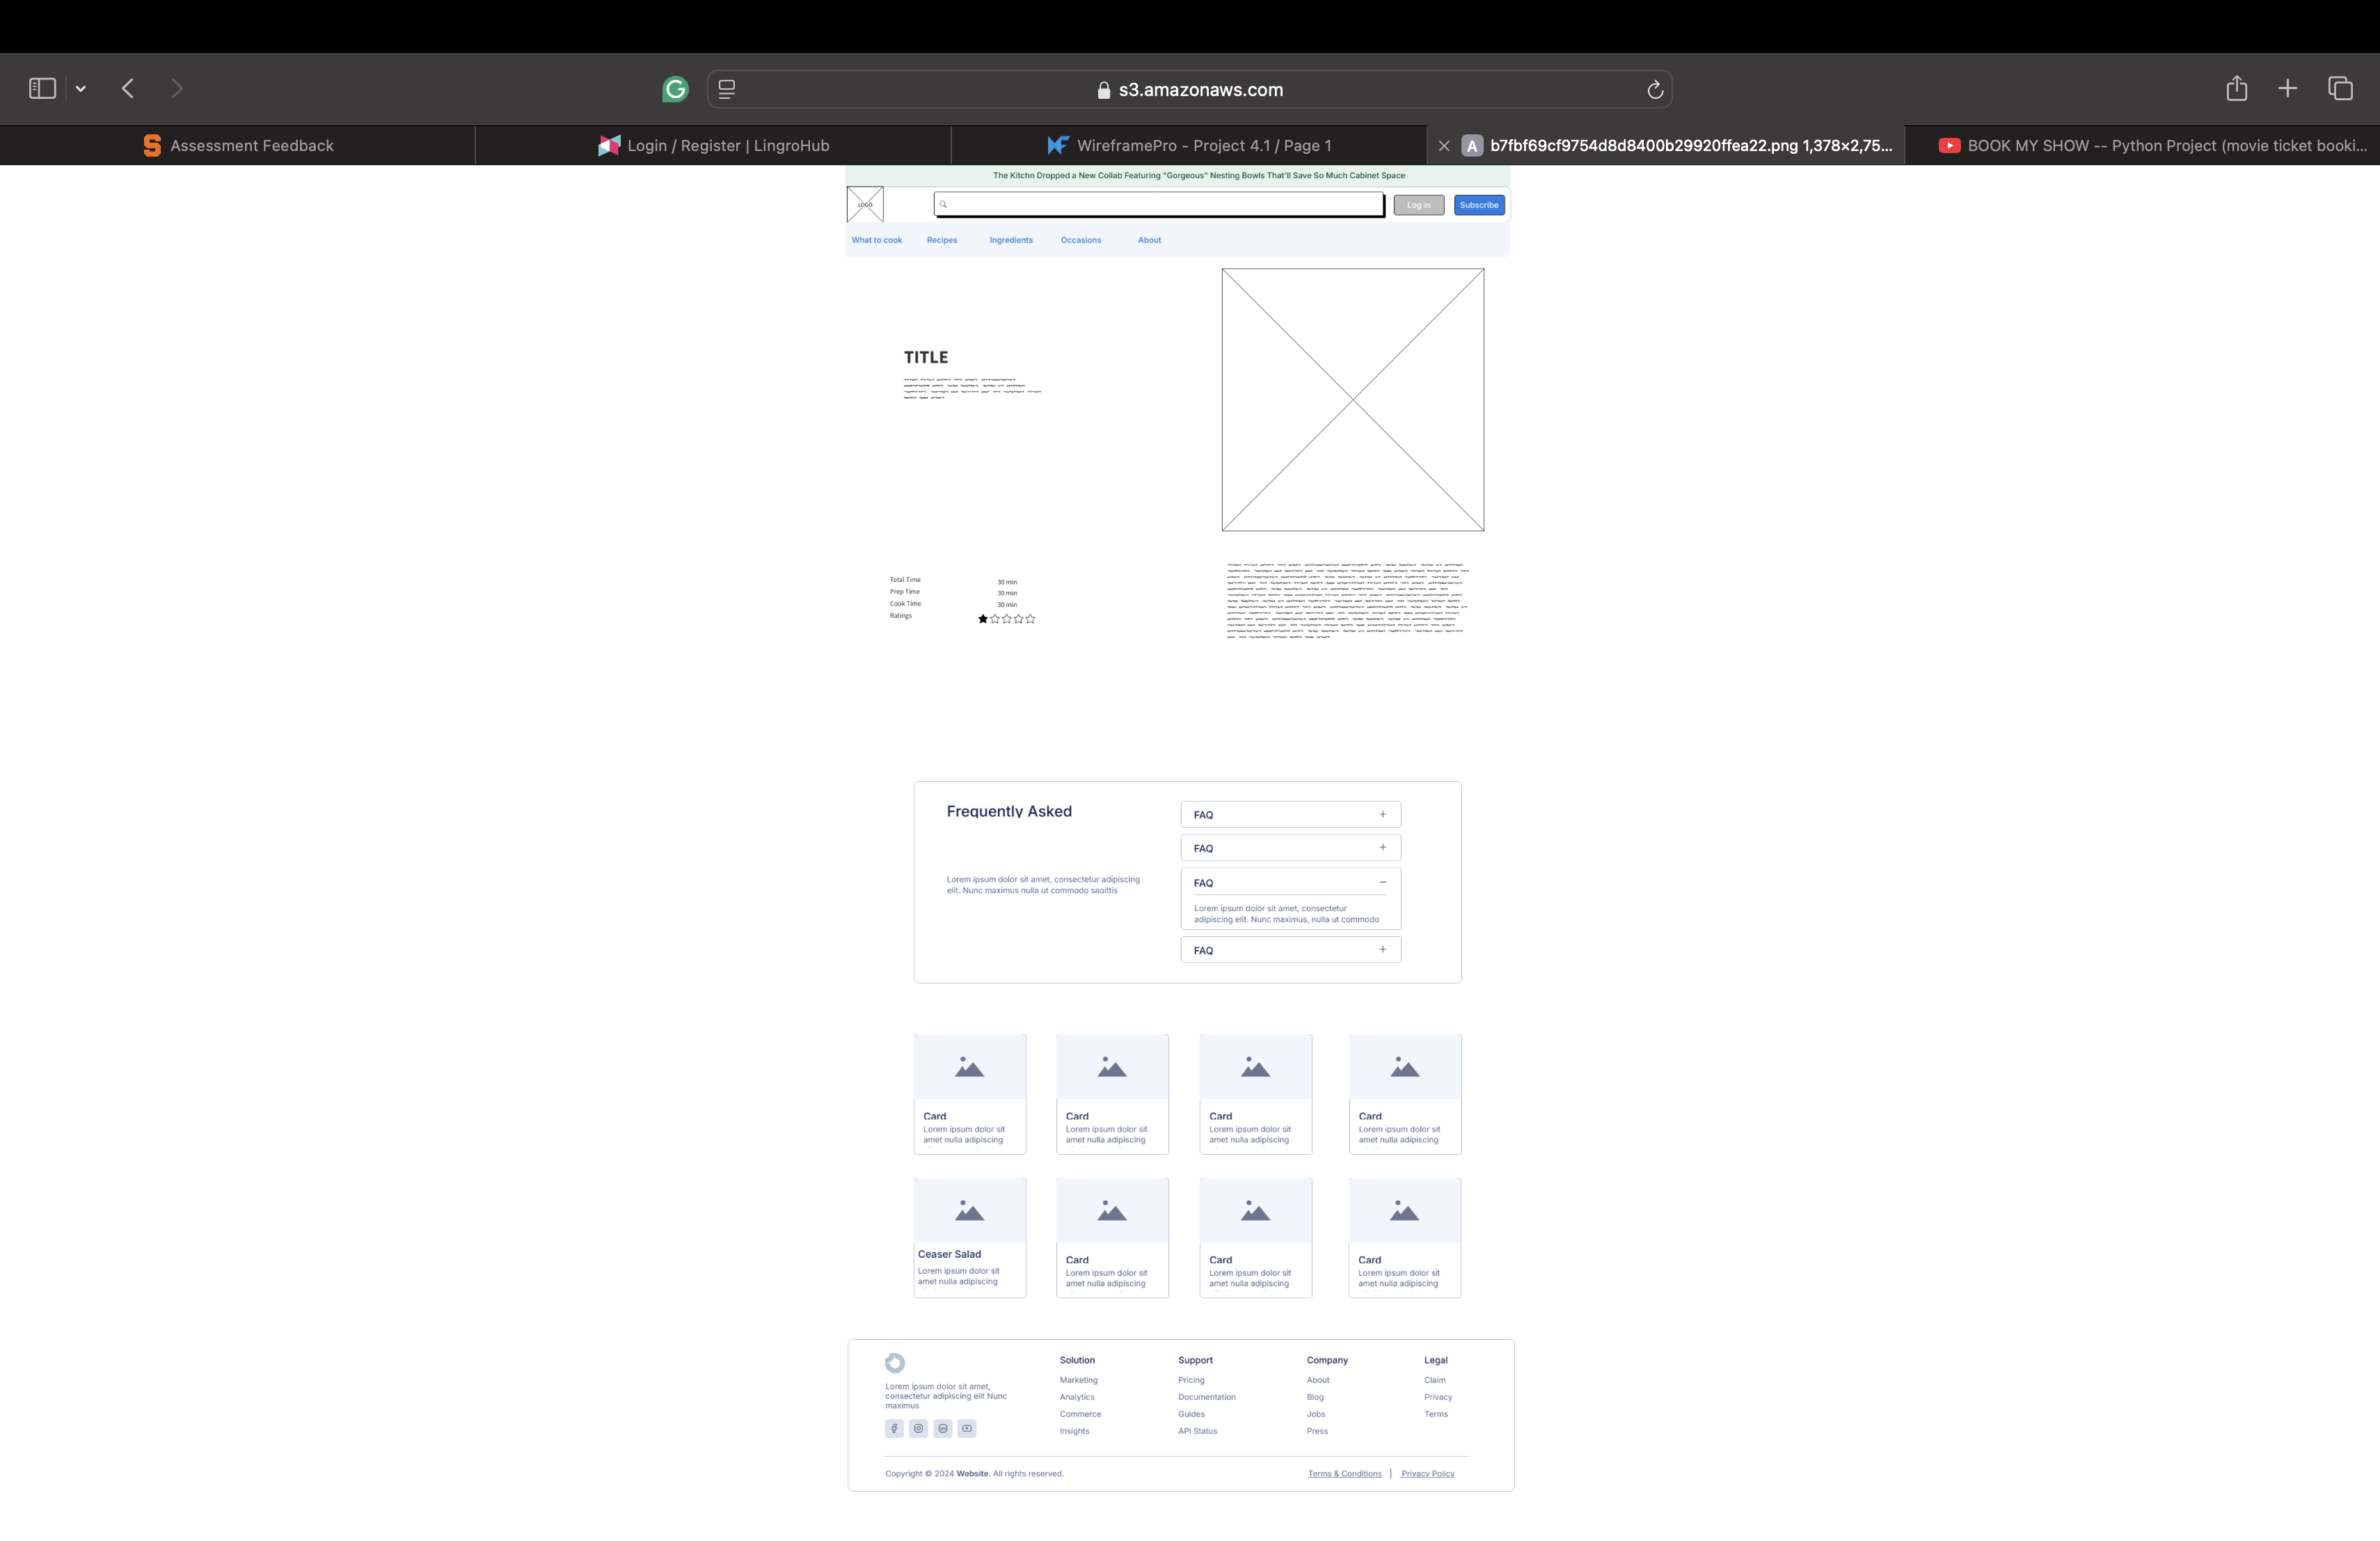 s3.amazonaws.com
Assessment Feedback
Login / Register | LingroHub
WireframePro - Project 4.1 / Page 1
b7fbf69cf9754d8d8400b29920ffea22.png 1,378×2,75...
BOOK MY SHOW -- Python Project (movie ticket booki...
The Kitchn Dropped a New Collab Featuring "Gorgeous" Nesting Bowls That'll Save So Much Cabinet Space
LOGO
Log in
Subscribe
What to cook
Recipes
Ingredients
Occasions
About
TITLE
Total Time 30 min
Prep Time 30 min
Cook Time 30 min
Ratings
Frequently Asked
Lorem ipsum dolor sit amet, consectetur adipiscing
elit. Nunc maximus nulla ut commodo sagittis
FAQ
FAQ
FAQ
Lorem ipsum dolor sit amet, consectetur
adipiscing elit. Nunc maximus, nulla ut commodo
FAQ
Card
Lorem ipsum dolor sit
amet nulla adipiscing
Card
Lorem ipsum dolor sit
amet nulla adipiscing
Card
Lorem ipsum dolor sit
amet nulla adipiscing
Card
Lorem ipsum dolor sit
amet nulla adipiscing
Ceaser Salad
Lorem ipsum dolor sit
amet nulla adipiscing
Card
Lorem ipsum dolor sit
amet nulla adipiscing
Card
Lorem ipsum dolor sit
amet nulla adipiscing
Card
Lorem ipsum dolor sit
amet nulla adipiscing
Lorem ipsum dolor sit amet,
consectetur adipiscing elit Nunc
maximus
Solution
Marketing
Analytics
Commerce
Insights
Support
Pricing
Documentation
Guides
API Status
Company
About
Blog
Jobs
Press
Legal
Claim
Privacy
Terms
Copyright © 2024 Website. All rights reserved.
Terms & Conditions | Privacy Policy